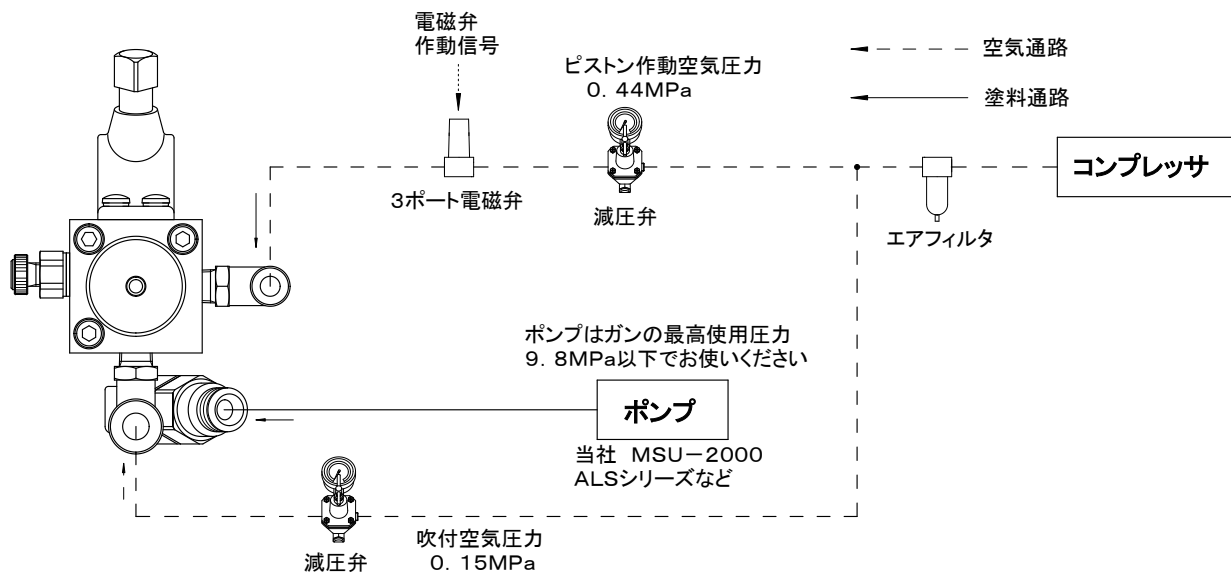 電磁弁
作動信号
ピストン作動空気圧力
0.44MPa
空気通路
塗料通路
コンプレッサ
3ポート電磁弁
減圧弁
エアフィルタ
ポンプはガンの最高使用圧力
9.8MPa以下でお使いください
ポンプ
当社 MSU-2000
ALSシリーズなど
吹付空気圧力
0.15MPa
減圧弁